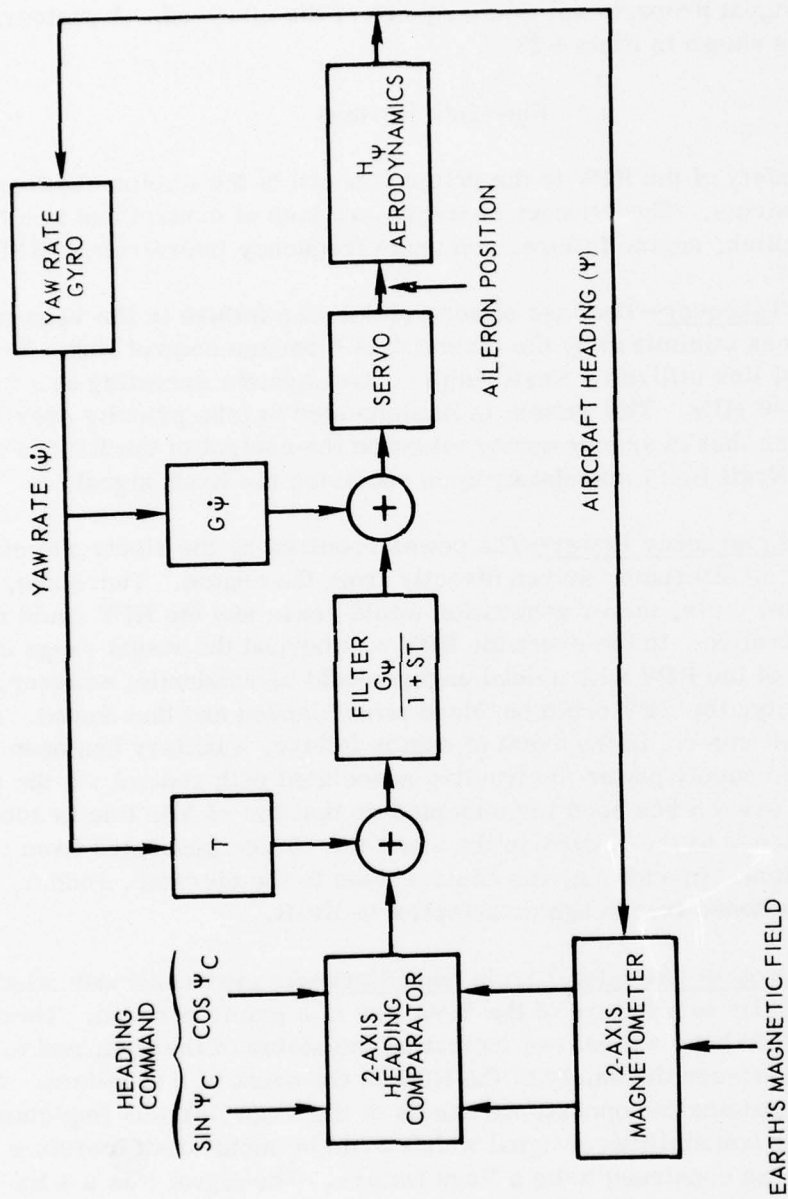 YAW RATE
GYRO
YAW RATE (ψ̇)
T
Gψ̇
HEADING
COMMAND
SIN ψC
COS ψC
2-AXIS
HEADING
COMPARATOR
+
FILTER
Gψ
1 + ST
+
SERVO
Hψ
AERODYNAMICS
AILERON POSITION
AIRCRAFT HEADING (ψ)
2-AXIS
MAGNETOMETER
EARTH'S MAGNETIC FIELD